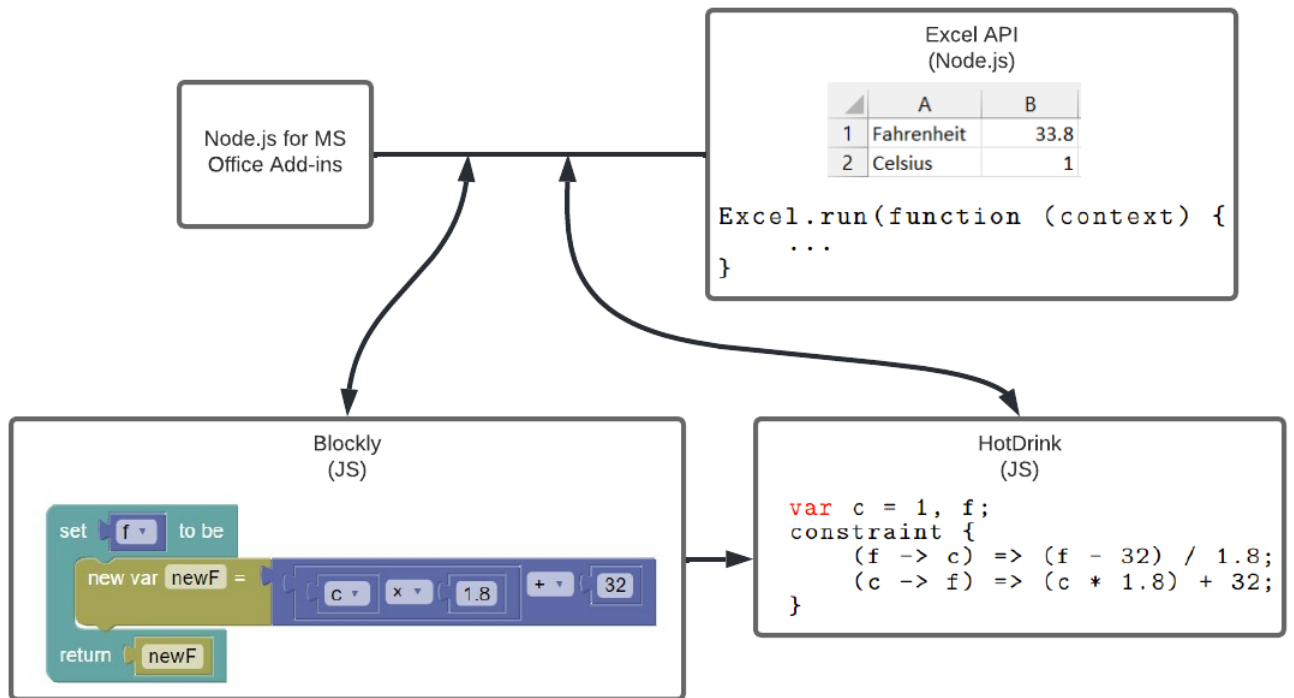 Excel API
(Node.js)
A B
1 Fahrenheit 33.8
2 Celsius 1
Excel.run(function (context) {
...
}
Node.js for MS
Office Add-ins
Blockly
(JS)
set f to be
new var newF = c x 1.8 + 32
return newF
HotDrink
(JS)
var c = 1, f;
constraint {
(f -> c) => (f - 32) / 1.8;
(c -> f) => (c * 1.8) + 32;
}